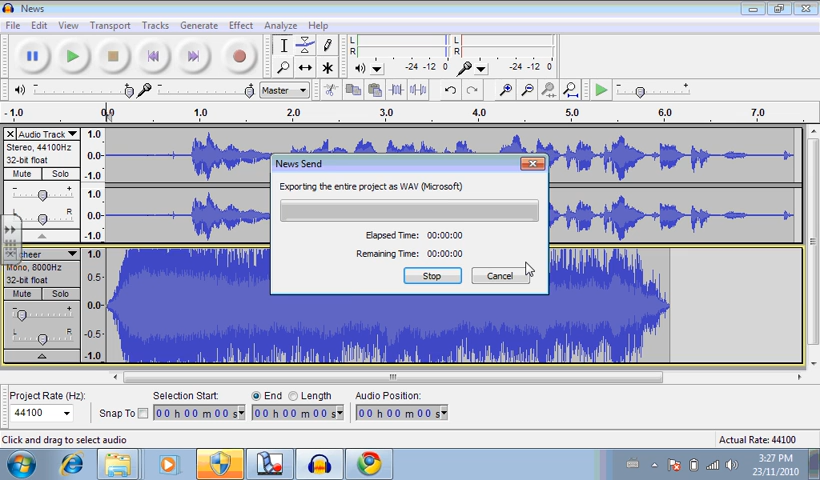 News
File Edit View Transport Tracks Generate Effect Analyze Help
L
R
-24 -12 0
L
R
-24 -12 0
Master
- 1.0 0.0 1.0 2.0 3.0 4.0 5.0 6.0 7.0
Audio Track
Stereo, 44100Hz
32-bit float
Mute Solo
- +
L R
1.0
0.0
-1.0
1.0
0.0
-1.0
News Send
Exporting the entire project as WAV (Microsoft)
Elapsed Time: 00:00:00
Remaining Time: 00:00:00
Stop Cancel
cheer
Mono, 8000Hz
32-bit float
Mute Solo
- +
L R
1.0
0.5
0.0
-0.5
-1.0
Project Rate (Hz):
44100
Snap To
Selection Start:
00 h 00 m 00 s
End Length
00 h 00 m 00 s
Audio Position:
00 h 00 m 00 s
Click and drag to select audio
Actual Rate: 44100
3:27 PM
23/11/2010